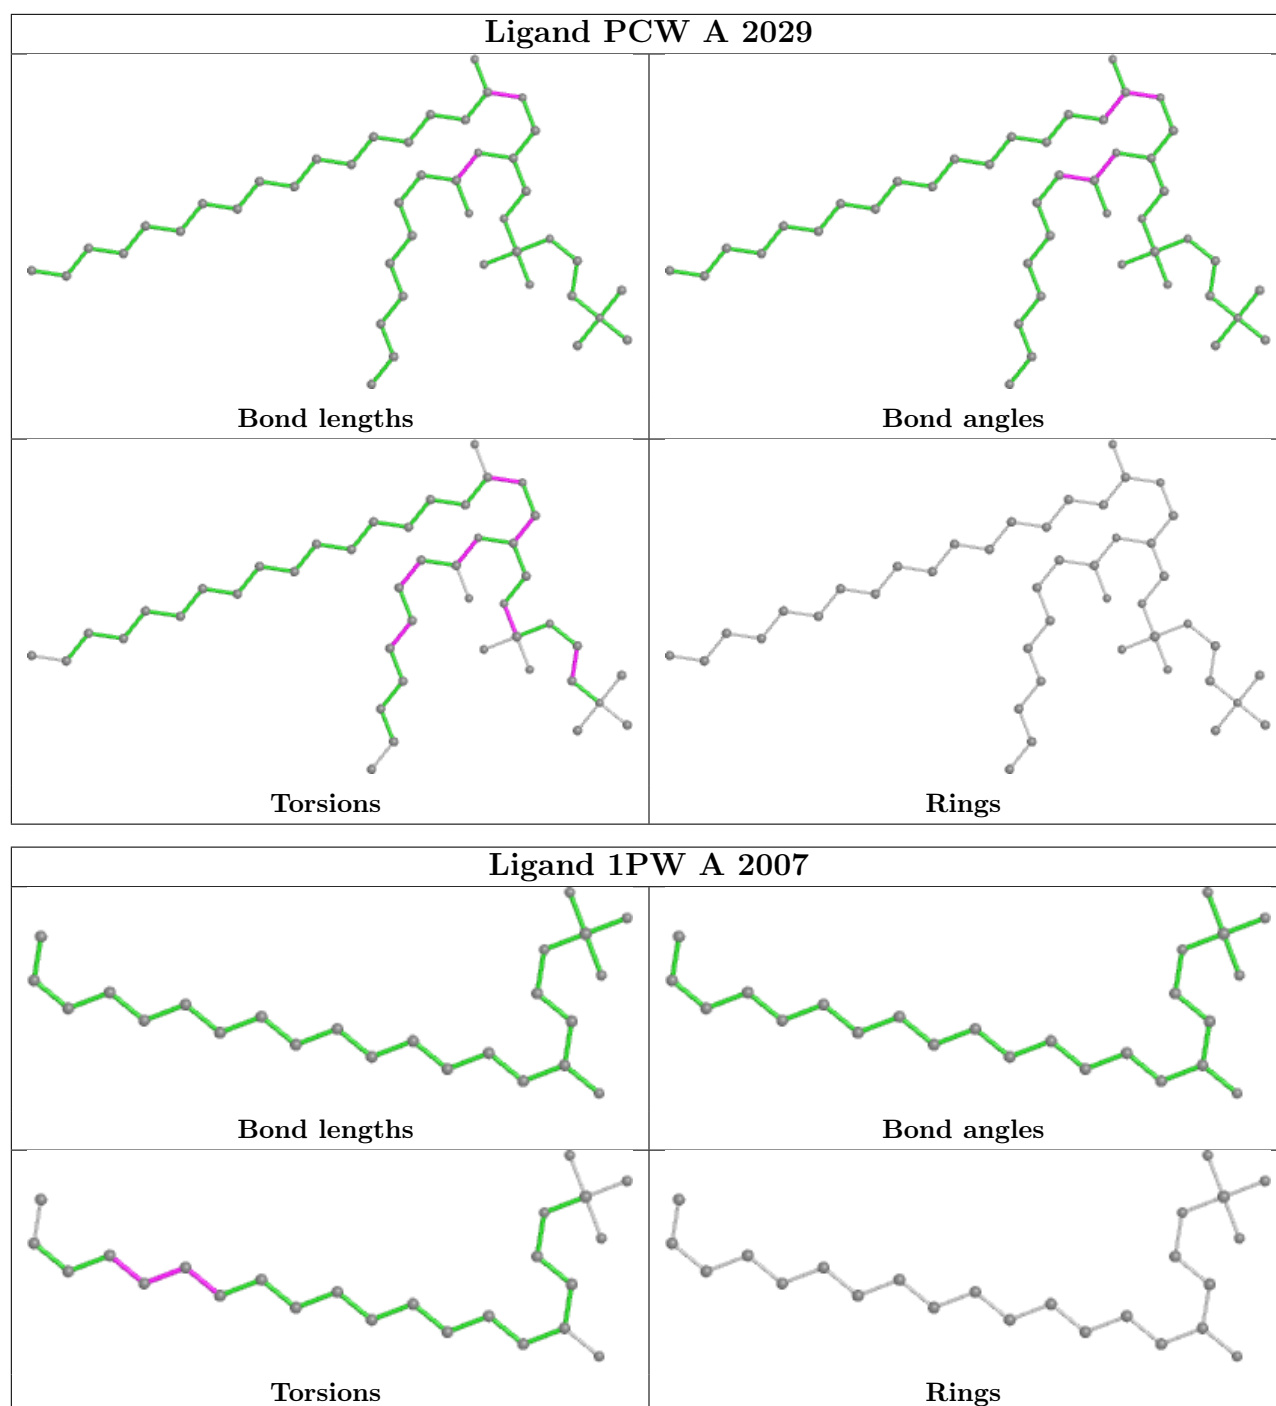 Ligand PCW A 2029
Bond lengths
Bond angles
Torsions
Rings
Ligand 1PW A 2007
Bond lengths
Bond angles
Torsions
Rings